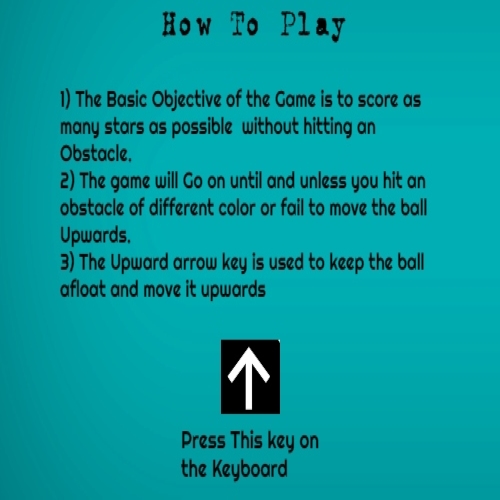 How To Play
1) The Basic Objective of the Game is to score as
many stars as possible without hitting an
Obstacle.
2) The game will Go on until and unless you hit an
obstacle of different color or fail to move the ball
Upwards.
3) The Upward arrow key is used to keep the ball
afloat and move it upwards
Press This key on
the Keyboard